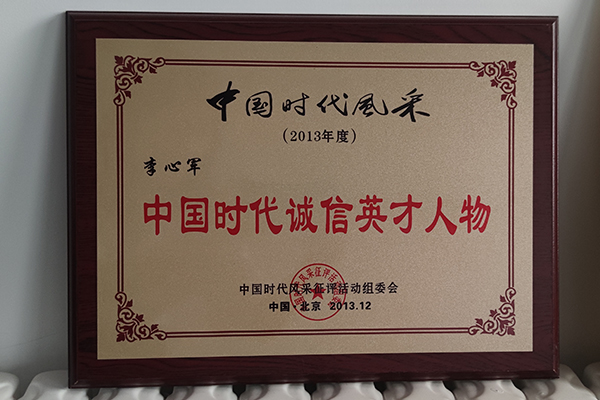 中国时代风采
(2013年度)
李心军
中国时代诚信英才人物
中国时代风采征评活动组委会
中国·北京 2013.12